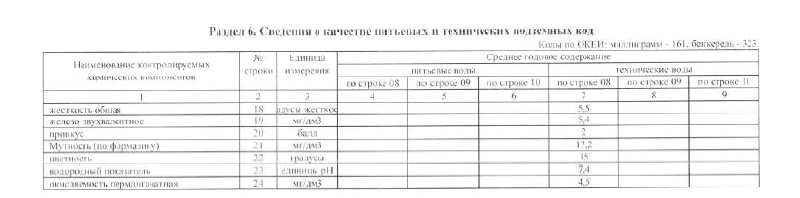 Раздел 6. Сведения о качестве питьевых и технических подземных вод
Коды по ОКЕИ: миллиграмм - 161, беккерель - 323
Наименование контролируемых химических компонентов № строки Единица измерения Среднее годовое содержание
питьевые воды технические воды
по строке 08 по строке 09 по строке 10 по строке 08 по строке 09 по строке 10
1 2 3 4 5 6 7 8 9
жесткость общая 18 адусы жесткос 5,5
железо двухвалентное 19 мг/дм3 5,4
привкус 20 балл 2
Мутность (по формазину) 21 мг/дм3 17,2
цветность 22 градусы 15
водородный показатель 23 единицы pH 7,4
окисляемость перманганатная 24 мг/дм3 4,5